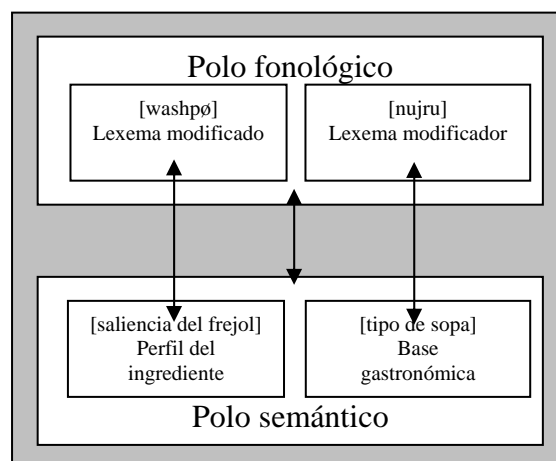 Polo fonológico
[washpø]
Lexema modificado
[nujru]
Lexema modificador
[saliencia del frejol]
Perfil del
ingrediente
[tipo de sopa]
Base
gastronómica
Polo semántico